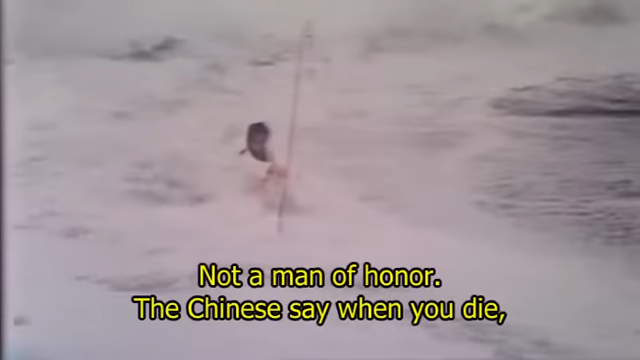 Not a man of honor.
The Chinese say when you die,